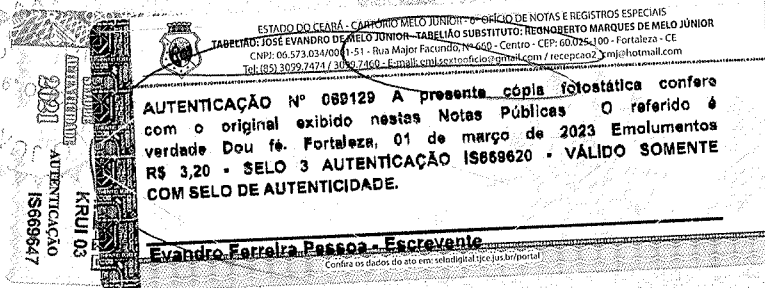 ESTADO DO CEARÁ - CARTÓRIO MELO JÚNIOR - 6º OFÍCIO DE NOTAS E REGISTROS ESPECIAIS
TABELIÃO: JOSÉ EVANDRO DE MELO JÚNIOR- TABELIÃO SUBSTITUTO: REGNOBERTO MARQUES DE MELO JÚNIOR
CNPJ: 06.573.034/0001-51 - Rua Major Facundo, Nº 660 - Centro - CEP: 60.025-100 - Fortaleza - CE
Tel: (85) 3099.7474 / 3099.7460 - E-mail: cmj.sextooficio@gmail.com / recepcao2_cmj@hotmail.com
AUTENTICAÇÃO Nº 069129 A presente cópia fotostática confere
com o original exibido nestas Notas Públicas O referido é
verdade Dou fé. Fortaleza, 01 de março de 2023 Emolumentos
R$ 3,20 - SELO 3 AUTENTICAÇÃO IS669620 - VÁLIDO SOMENTE
COM SELO DE AUTENTICIDADE.
Evandro Ferreira Pessoa - Escrevente
Confira os dados do ato em: selodigital.tjce.jus.br/portal
2021
AUTENTICAÇÃO
KRUI 03
IS669647